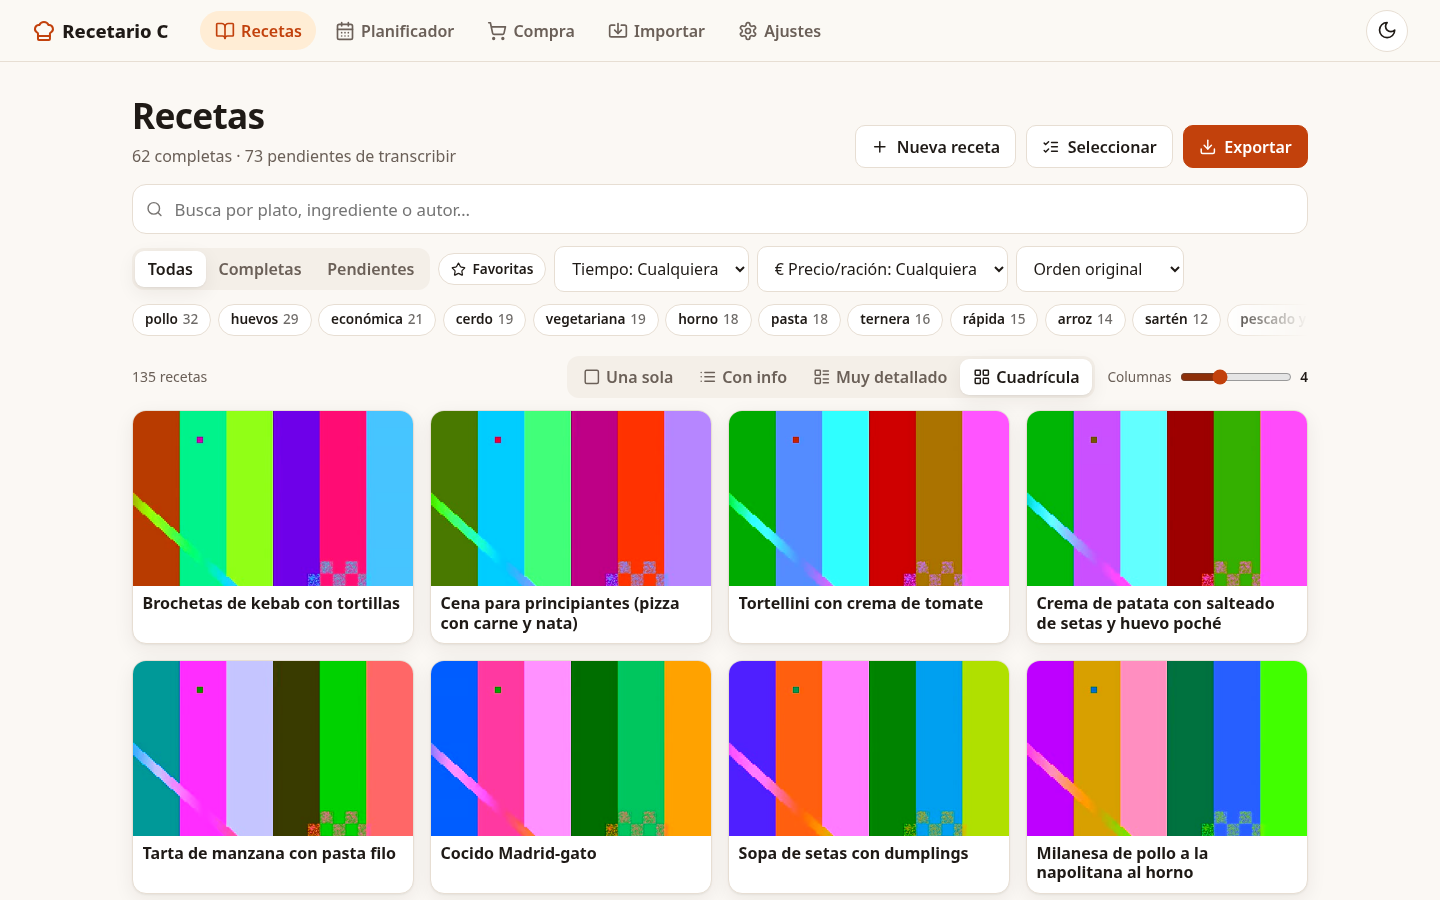 Recetario C
Recetas
Planificador
Compra
Importar
Ajustes
Recetas
62 completas · 73 pendientes de transcribir
Nueva receta
Seleccionar
Exportar
Busca por plato, ingrediente o autor...
Todas
Completas
Pendientes
Favoritas
Tiempo: Cualquiera
€ Precio/ración: Cualquiera
Orden original
pollo 32
huevos 29
económica 21
cerdo 19
vegetariana 19
horno 18
pasta 18
ternera 16
rápida 15
arroz 14
sartén 12
pescado y
135 recetas
Una sola
Con info
Muy detallado
Cuadrícula
Columnas
4
Brochetas de kebab con tortillas
Cena para principiantes (pizza
con carne y nata)
Tortellini con crema de tomate
Crema de patata con salteado
de setas y huevo poché
Tarta de manzana con pasta filo
Cocido Madrid-gato
Sopa de setas con dumplings
Milanesa de pollo a la
napolitana al horno